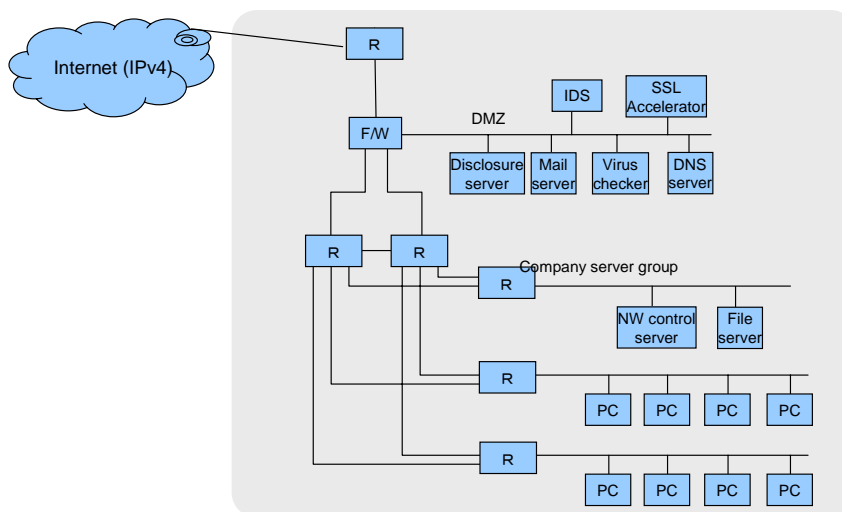 Internet (IPv4)
R
F/W
DMZ
IDS
SSL
Accelerator
Disclosure
server
Mail
server
Virus
checker
DNS
server
R
R
Company server group
R
NW control
server
File
server
R
PC
PC
PC
PC
R
PC
PC
PC
PC